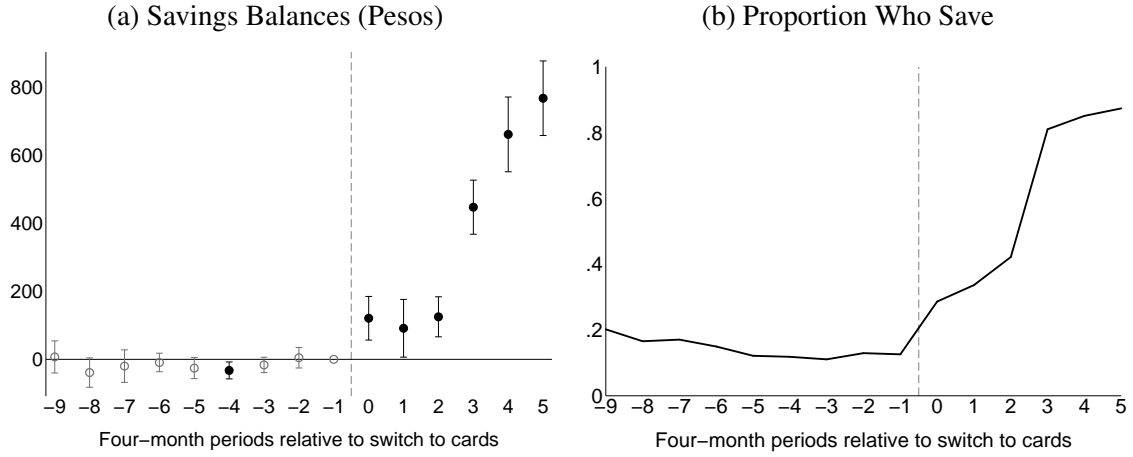 (a) Savings Balances (Pesos)
800
600
400
200
0
−9 −8 −7 −6 −5 −4 −3 −2 −1 0 1 2 3 4 5
Four−month periods relative to switch to cards
(b) Proportion Who Save
1
.8
.6
.4
.2
0
−9 −8 −7 −6 −5 −4 −3 −2 −1 0 1 2 3 4 5
Four−month periods relative to switch to cards